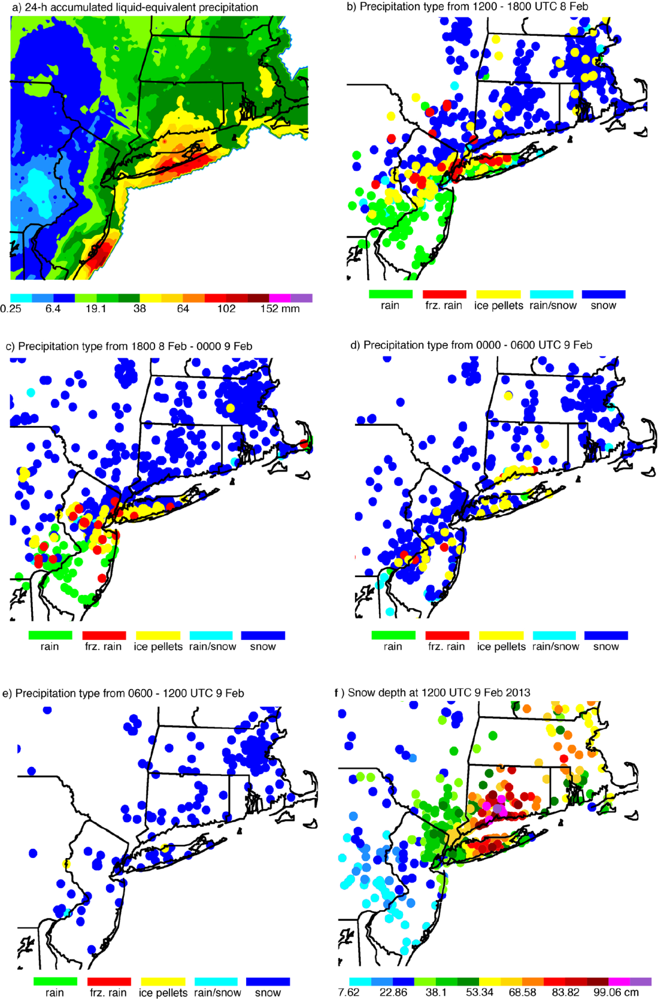 a) 24-h accumulated liquid-equivalent precipitation
b) Precipitation type from 1200 - 1800 UTC 8 Feb
0.25 6.4 19.1 38 64 102 152 mm
rain frz. rain ice pellets rain/snow snow
c) Precipitation type from 1800 8 Feb - 0000 9 Feb
d) Precipitation type from 0000 - 0600 UTC 9 Feb
rain frz. rain ice pellets rain/snow snow
rain frz. rain ice pellets rain/snow snow
e) Precipitation type from 0600 - 1200 UTC 9 Feb
f ) Snow depth at 1200 UTC 9 Feb 2013
rain frz. rain ice pellets rain/snow snow
7.62 22.86 38.1 53.34 68.58 83.82 99.06 cm